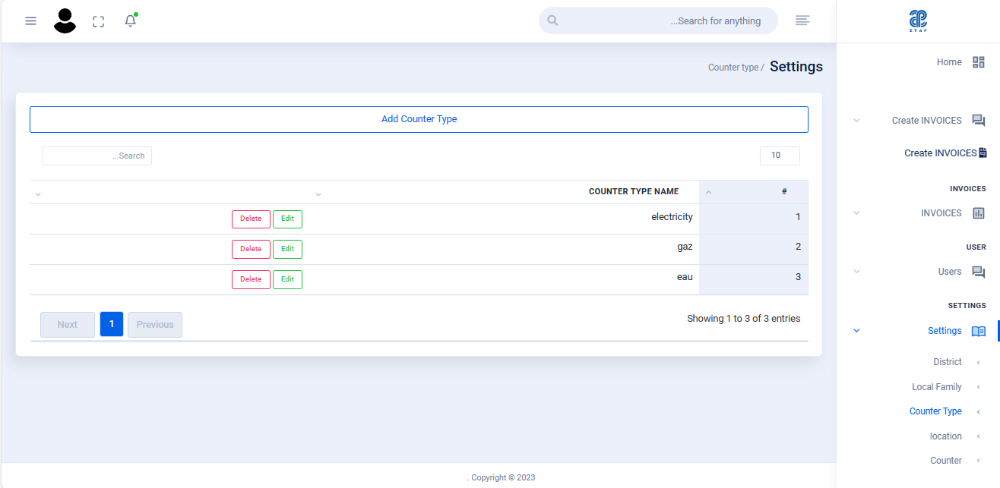 ...Search for anything
ETAP
Counter type / Settings
Add Counter Type
...Search
10
COUNTER TYPE NAME
#
Delete Edit electricity 1
Delete Edit gaz 2
Delete Edit eau 3
Next 1 Previous
Showing 1 to 3 of 3 entries
. Copyright © 2023
Home
Create INVOICES
Create INVOICES
INVOICES
INVOICES
USER
Users
SETTINGS
Settings
District
Local Family
Counter Type
location
Counter